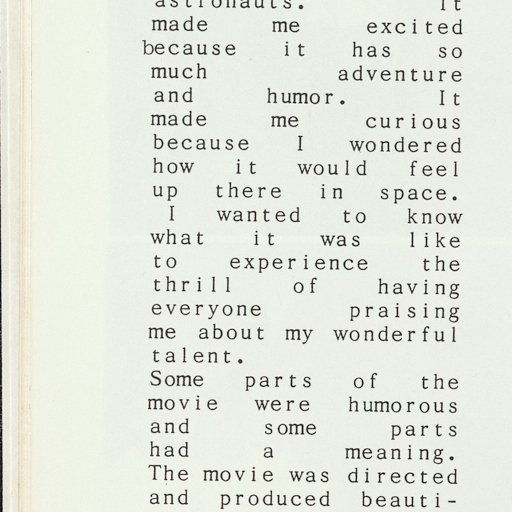 astronauts. It
made me excited
because it has so
much adventure
and humor. It
made me curious
because I wondered
how it would feel
up there in space.
I wanted to know
what it was like
to experience the
thrill of having
everyone praising
me about my wonderful
talent.
Some parts of the
movie were humorous
and some parts
had a meaning.
The movie was directed
and produced beauti-